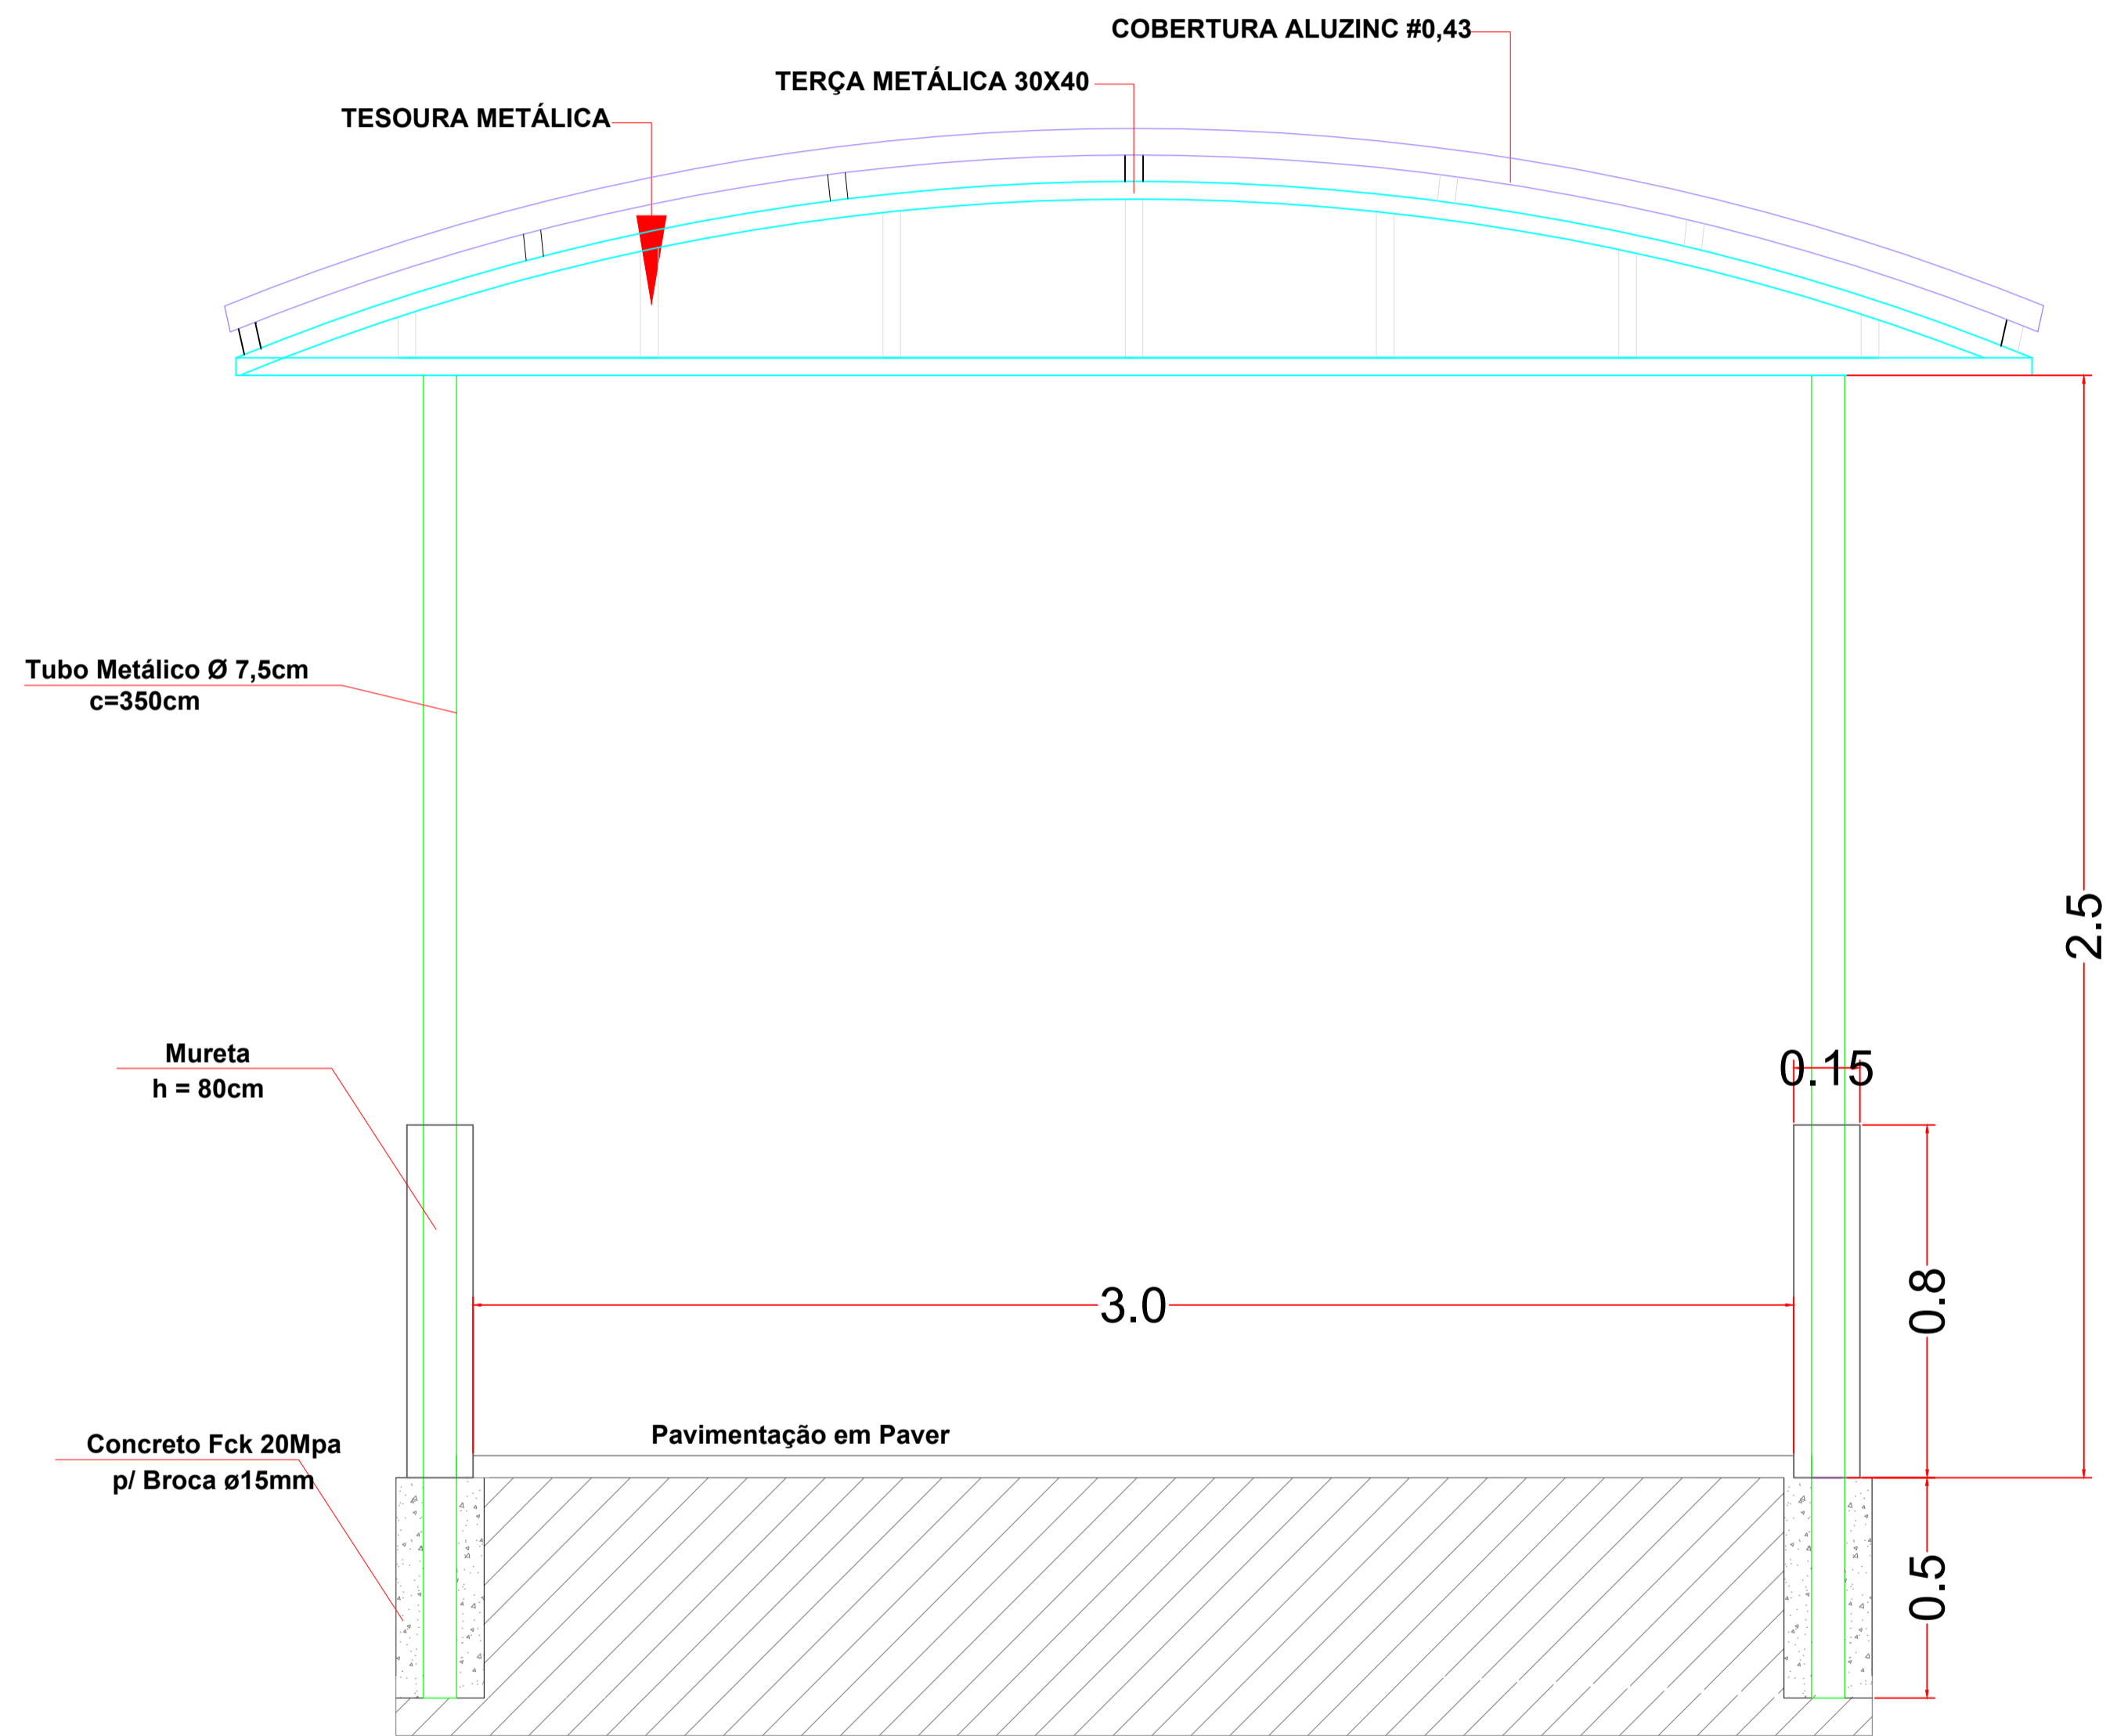 COBERTURA ALUZINC #0,43
TERÇA METÁLICA 30X40
TESOURA METÁLICA
Tubo Metálico Ø 7,5cm
c=350cm
2.5
Mureta
h = 80cm
0.15
3.0
0.8
Pavimentação em Paver
Concreto Fck 20Mpa
p/ Broca ø15mm
0.5